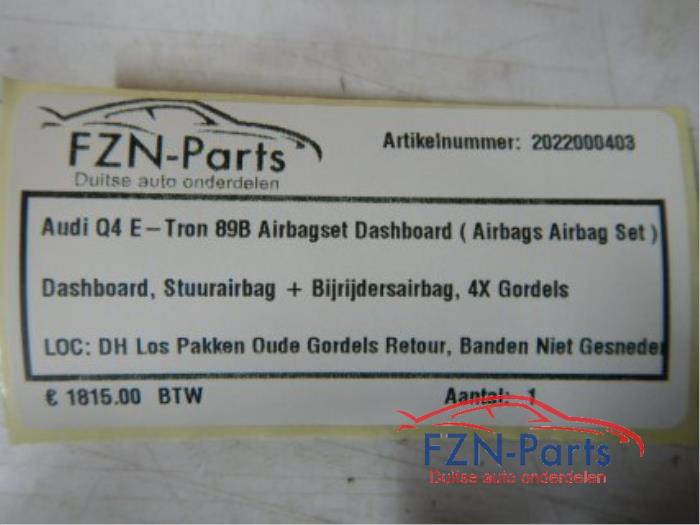 FZN-Parts
Duitse auto onderdelen
Artikelnummer: 2022000403
Audi Q4 E-Tron 89B Airbagset Dashboard ( Airbags Airbag Set )
Dashboard, Stuurairbag + Bijrijdersairbag, 4X Gordels
LOC: DH Los Pakken Oude Gordels Retour, Banden Niet Gesneden
€ 1815.00 BTW
Aantal: 1
FZN-Parts
Duitse auto onderdelen